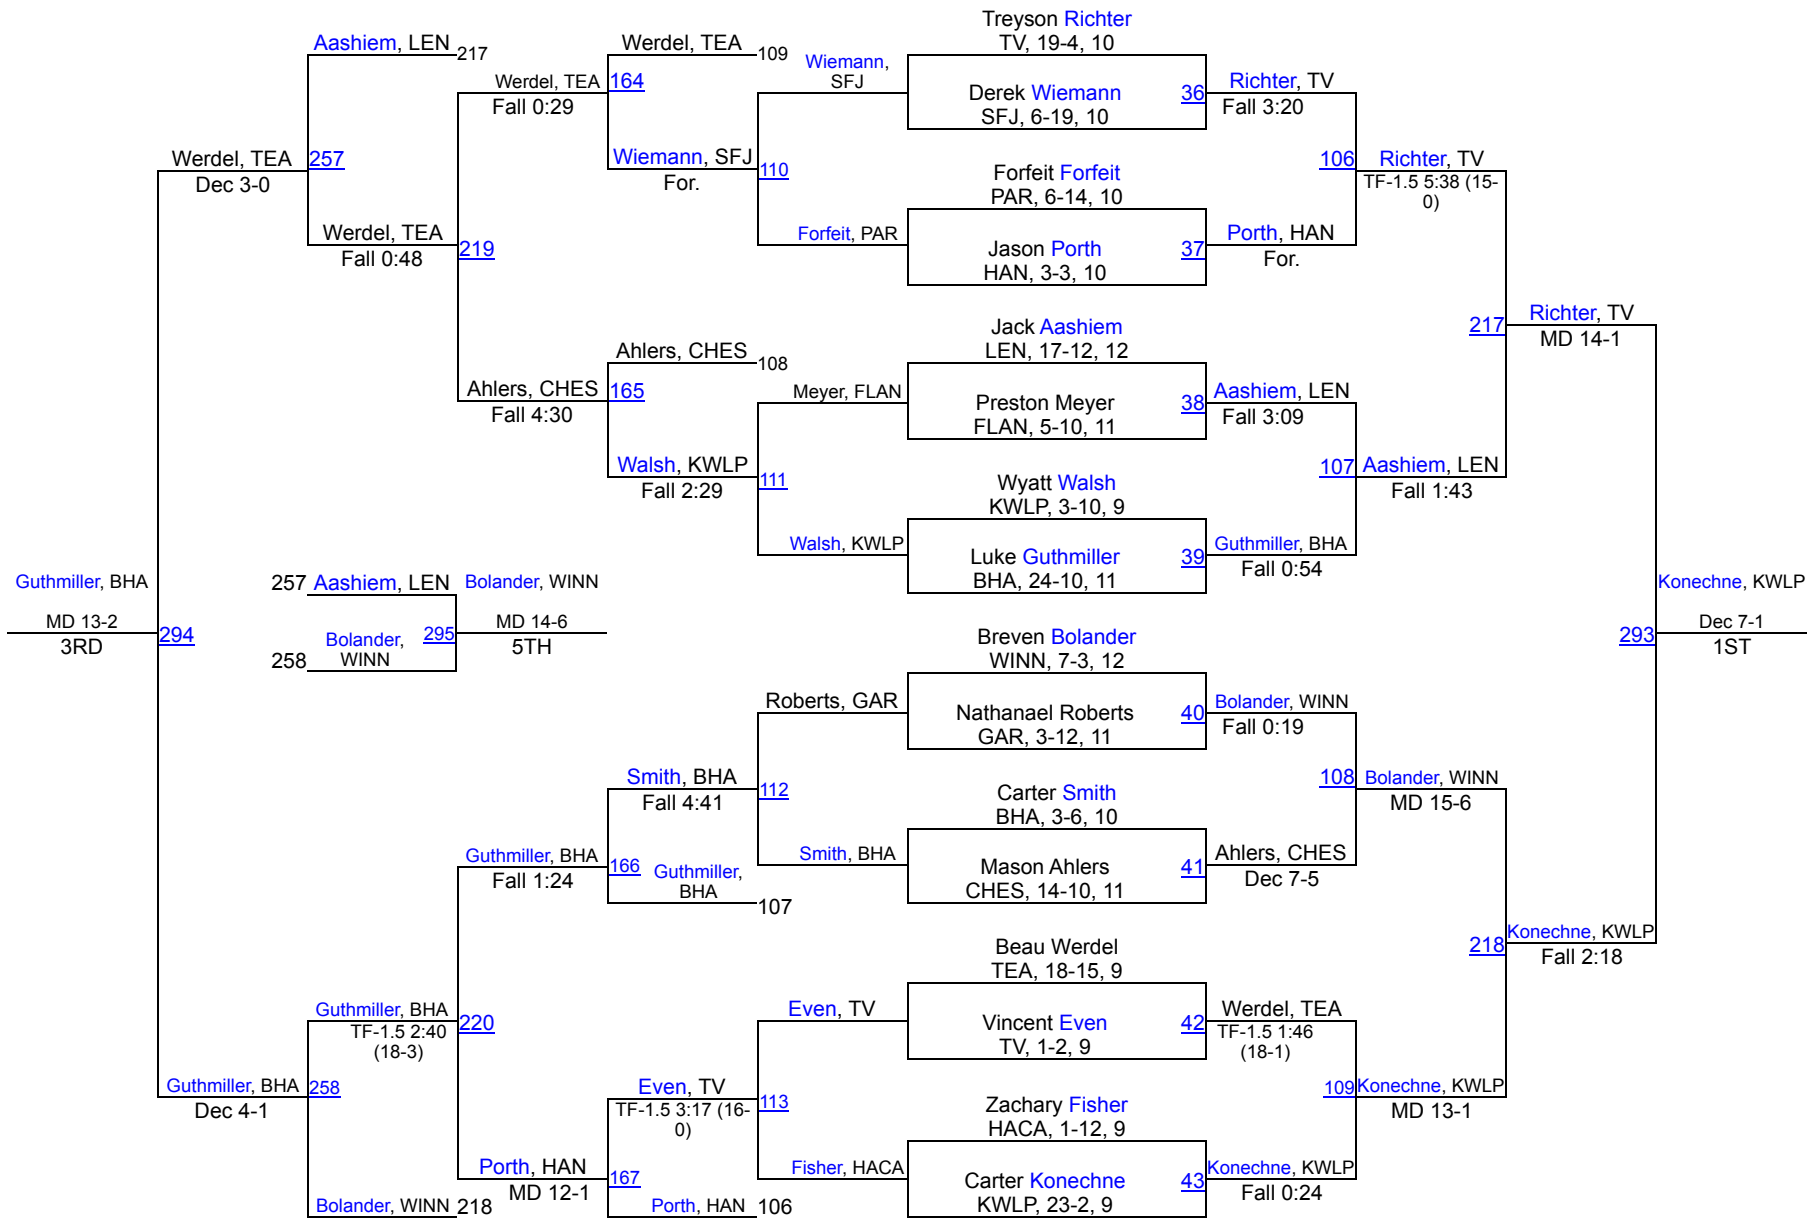 Treyson Richter
TV, 19-4, 10
Derek Wiemann
SFJ, 6-19, 10
36
Forfeit Forfeit
PAR, 6-14, 10
Jason Porth
HAN, 3-3, 10
37
Jack Aashiem
LEN, 17-12, 12
Preston Meyer
FLAN, 5-10, 11
38
Wyatt Walsh
KWLP, 3-10, 9
Luke Guthmiller
BHA, 24-10, 11
39
Breven Bolander
WINN, 7-3, 12
Nathanael Roberts
GAR, 3-12, 11
40
Carter Smith
BHA, 3-6, 10
Mason Ahlers
CHES, 14-10, 11
41
Beau Werdel
TEA, 18-15, 9
Vincent Even
TV, 1-2, 9
42
Zachary Fisher
HACA, 1-12, 9
Carter Konechne
KWLP, 23-2, 9
43
Richter, TV
Fall 3:20
Porth, HAN
For.
106
Aashiem, LEN
Fall 3:09
Guthmiller, BHA
Fall 0:54
107
Bolander, WINN
Fall 0:19
Ahlers, CHES
Dec 7-5
108
Werdel, TEA
TF-1.5 1:46
(18-1)
Konechne, KWLP
Fall 0:24
109
Richter, TV
TF-1.5 5:38 (15-
0)
Aashiem, LEN
Fall 1:43
217
Bolander, WINN
MD 15-6
Konechne, KWLP
MD 13-1
218
Richter, TV
MD 14-1
Konechne, KWLP
Fall 2:18
293
Konechne, KWLP
Dec 7-1
1ST
Wiemann,
SFJ
Forfeit, PAR
110
Meyer, FLAN
Walsh, KWLP
111
Roberts, GAR
Smith, BHA
112
Even, TV
Fisher, HACA
113
Werdel, TEA
109
Wiemann, SFJ
For.
164
Ahlers, CHES
108
Walsh, KWLP
Fall 2:29
165
Smith, BHA
Fall 4:41
Guthmiller,
BHA
107
166
Even, TV
TF-1.5 3:17 (16-
0)
Porth, HAN
106
167
Werdel, TEA
Fall 0:29
Ahlers, CHES
Fall 4:30
219
Guthmiller, BHA
Fall 1:24
Porth, HAN
MD 12-1
220
Aashiem, LEN
217
Werdel, TEA
Fall 0:48
257
Guthmiller, BHA
TF-1.5 2:40
(18-3)
Bolander, WINN
218
258
Werdel, TEA
Dec 3-0
Guthmiller, BHA
Dec 4-1
294
Guthmiller, BHA
MD 13-2
3RD
257
Aashiem, LEN
258
Bolander,
WINN
295
Bolander, WINN
MD 14-6
5TH